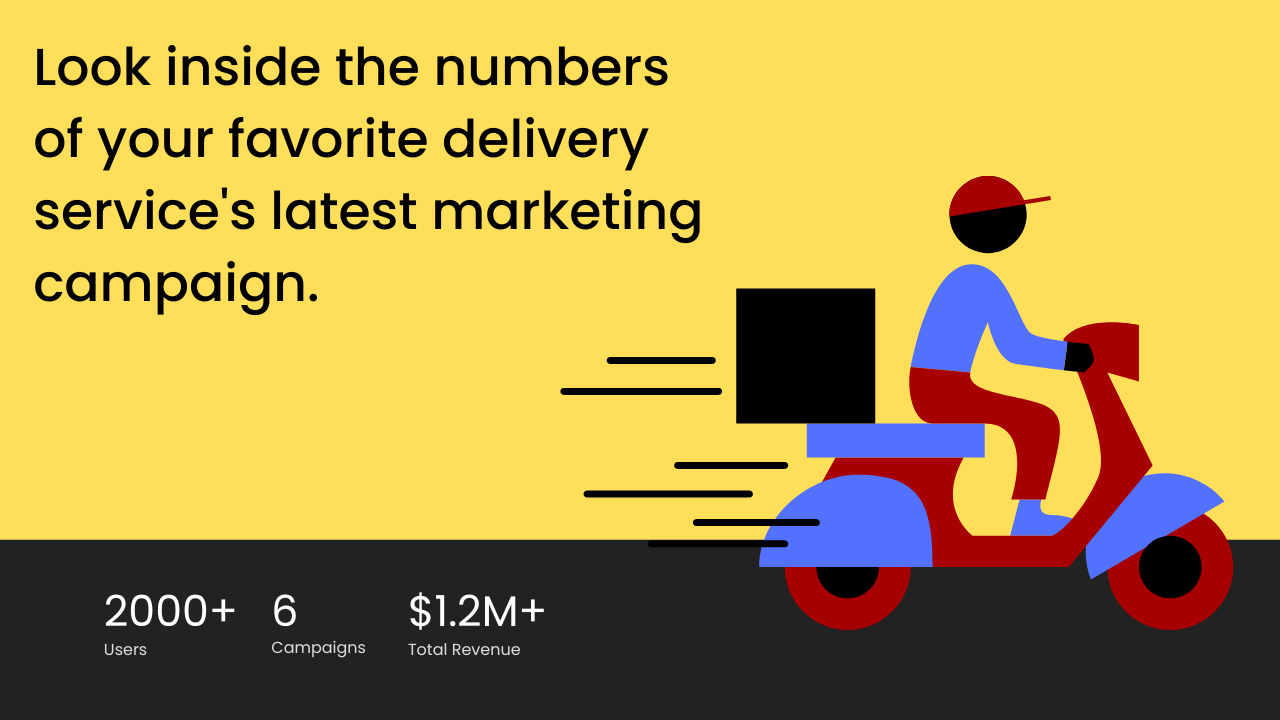 Look inside the numbers
of your favorite delivery
service's latest marketing
campaign.
2000+ 6 $1.2M+
Users Campaigns Total Revenue